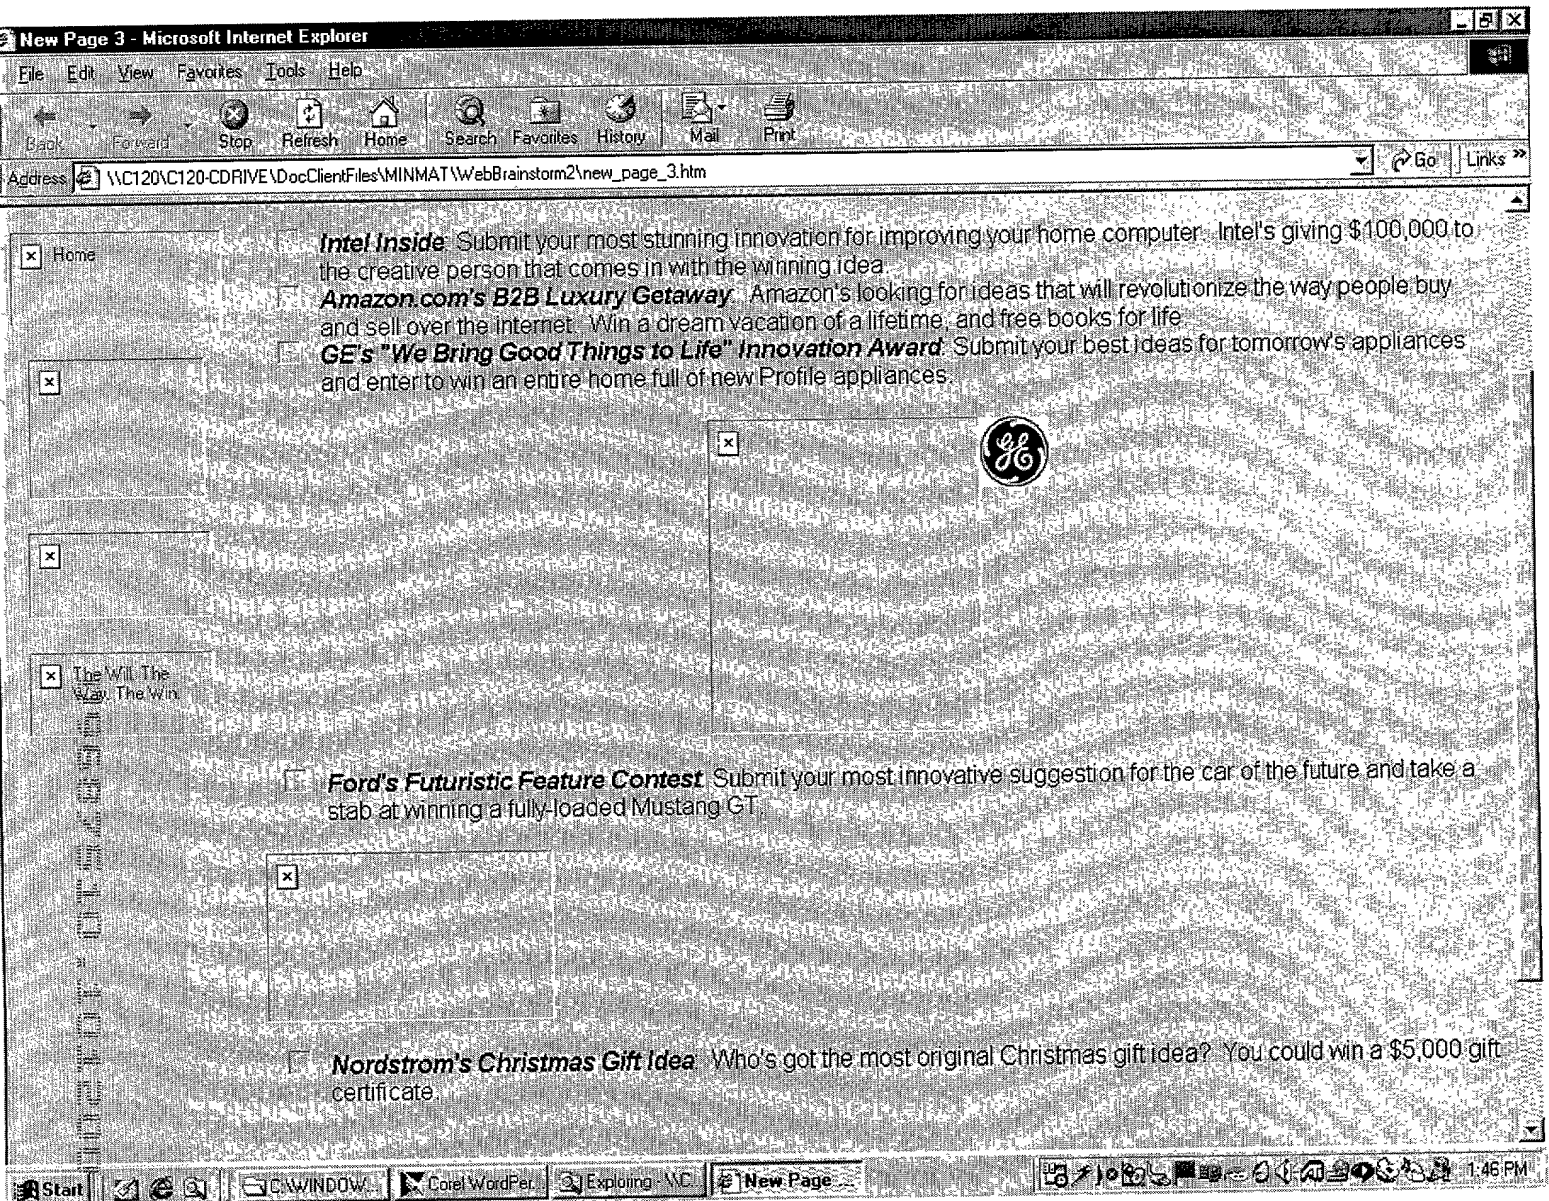 New Page 3 - Microsoft Internet Explorer
File Edit View Favorites Tools Help
Back Forward Stop Refresh Home Search Favorites History Mail Print
Address \\C120\C120-CDRIVE\DocClientFiles\MINMAT\WebBrainstorm2\new_page_3.htm Go Links »
Home
Intel Inside. Submit your most stunning innovation for improving your home computer. Intel's giving $100,000 to
the creative person that comes in with the winning idea.
Amazon.com's B2B Luxury Getaway. Amazon's looking for ideas that will revolutionize the way people buy
and sell over the internet. Win a dream vacation of a lifetime, and free books for life.
GE's "We Bring Good Things to Life" Innovation Award. Submit your best ideas for tomorrow's appliances
and enter to win an entire home full of new Profile appliances.
GE
The Will. The
Way. The Win.
Ford's Futuristic Feature Contest. Submit your most innovative suggestion for the car of the future and take a
stab at winning a fully-loaded Mustang GT.
Nordstrom's Christmas Gift Idea. Who's got the most original Christmas gift idea? You could win a $5,000 gift
certificate.
Start C:\WINDOW... Corel WordPer... Exploring - \\C... New Page ... 1:46 PM